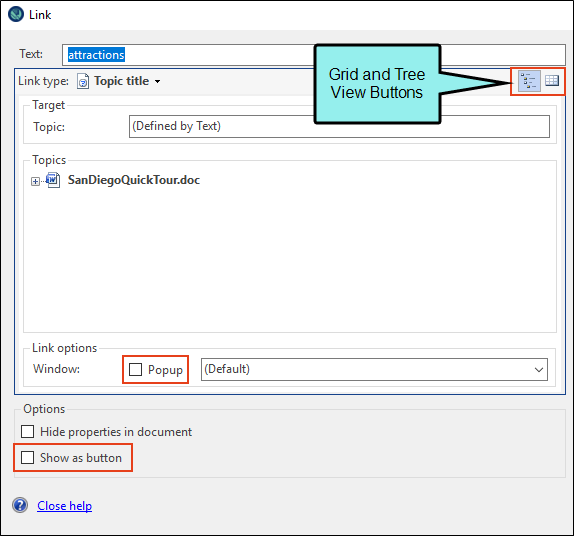 Link
Text: attractions
Grid and Tree
View Buttons
Link type: Topic title
Target
Topic: (Defined by Text)
Topics
SanDiegoQuickTour.doc
Link options
Window: Popup (Default)
Options
Hide properties in document
Show as button
Close help